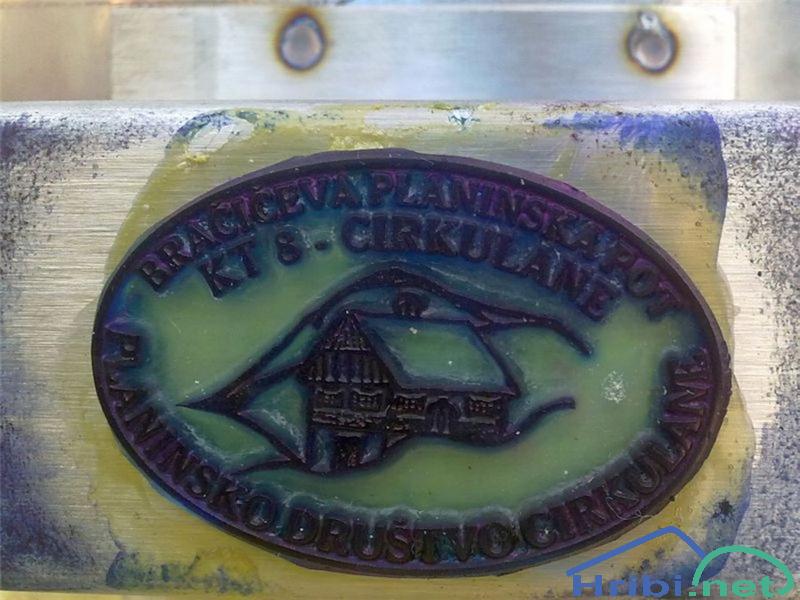 BRAČIČEVA PLANINSKA POT
KT 8 - CIRKULANE
PLANINSKO DRUŠTVO CIRKULANE
Hribi.net